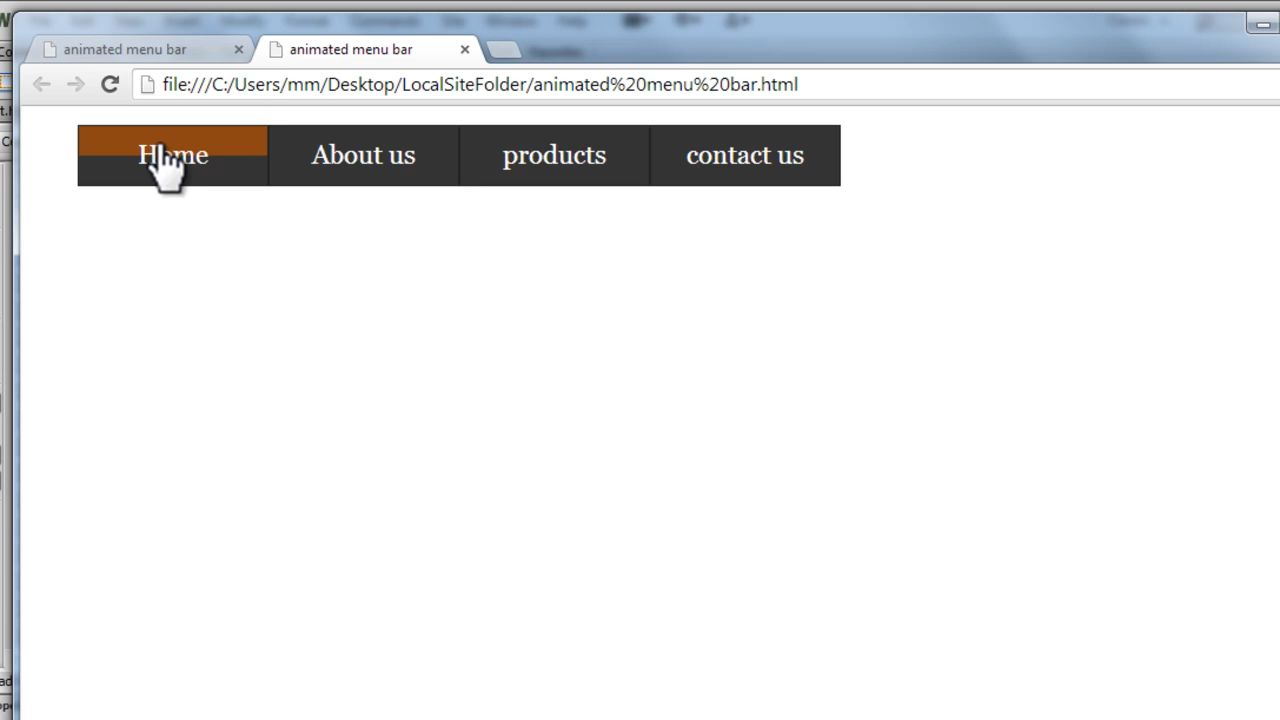 animated menu bar
animated menu bar
file:///C:/Users/mm/Desktop/LocalSiteFolder/animated%20menu%20bar.html
Home
About us
products
contact us